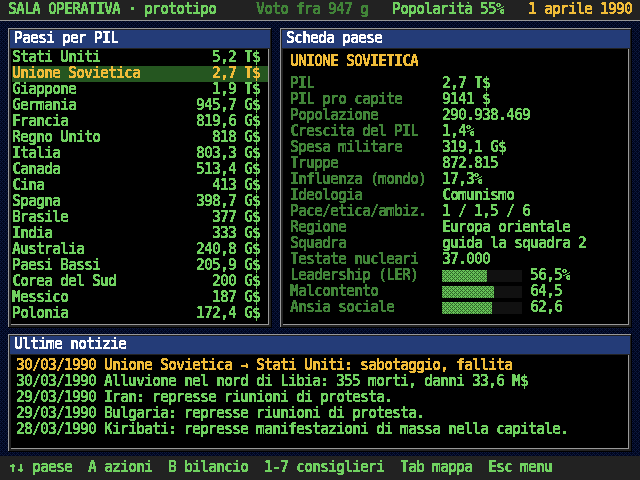 SALA OPERATIVA · prototipo Voto fra 947 g Popolarità 55% 1 aprile 1990
Paesi per PIL
Stati Uniti 5,2 T$
Unione Sovietica 2,7 T$
Giappone 1,9 T$
Germania 945,7 G$
Francia 819,6 G$
Regno Unito 818 G$
Italia 803,3 G$
Canada 513,4 G$
Cina 413 G$
Spagna 398,7 G$
Brasile 377 G$
India 333 G$
Australia 240,8 G$
Paesi Bassi 205,9 G$
Corea del Sud 200 G$
Messico 187 G$
Polonia 172,4 G$
Scheda paese
UNIONE SOVIETICA
PIL 2,7 T$
PIL pro capite 9141 $
Popolazione 290.938.469
Crescita del PIL 1,4%
Spesa militare 319,1 G$
Truppe 872.815
Influenza (mondo) 17,3%
Ideologia Comunismo
Pace/etica/ambiz. 1 / 1,5 / 6
Regione Europa orientale
Squadra guida la squadra 2
Testate nucleari 37.000
Leadership (LER) 56,5%
Malcontento 64,5
Ansia sociale 62,6
Ultime notizie
30/03/1990 Unione Sovietica → Stati Uniti: sabotaggio, fallita
30/03/1990 Alluvione nel nord di Libia: 355 morti, danni 33,6 M$
29/03/1990 Iran: represse riunioni di protesta.
29/03/1990 Bulgaria: represse riunioni di protesta.
28/03/1990 Kiribati: represse manifestazioni di massa nella capitale.
↑↓ paese A azioni B bilancio 1-7 consiglieri Tab mappa Esc menu